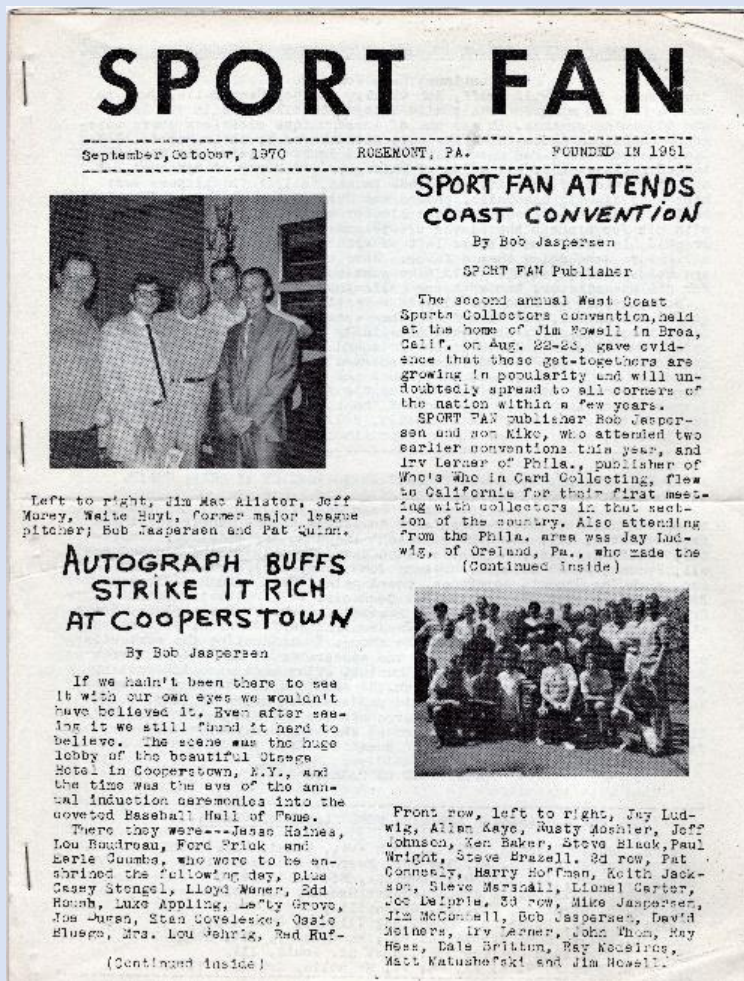 SPORT FAN
September,October, 1970 ROSEMONT, PA. FOUNDED IN 1951
Left to right, Jim Mac Alister, Jeff
Morey, Waite Hoyt, former major league
pitcher; Bob Jaspersen and Pat Quinn.
AUTOGRAPH BUFFS
STRIKE IT RICH
AT COOPERSTOWN
By Bob Jaspersen
If we hadn't been there to see
it with our own eyes we wouldn't
have believed it. Even after see-
ing it we still found it hard to
believe. The scene was the huge
lobby of the beautiful Otsega
Hotel in Cooperstown, N.Y., and
the time was the eve of the ann-
ual induction ceremonies into the
coveted Baseball Hall of Fame.
There they were---Jesse Haines,
Lou Boudreau, Ford Frick and
Earle Coumbs, who were to be en-
shrined the following day, plus
Casey Stengel, Lloyd Waner, Edd
Roush, Luke Appling, Lefty Grove,
Joe Dugan, Stan Coveleske, Ossie
Bluege, Mrs. Lou Gehrig, Red Ruf-
(Continued inside)
SPORT FAN ATTENDS
COAST CONVENTION
By Bob Jaspersen
SPORT FAN Publisher
The second annual West Coast
Sports Collectors convention,held
at the home of Jim Nowell in Brea,
Calif. on Aug. 22-23, gave evid-
ence that these get-togethers are
growing in popularity and will un-
doubtedly spread to all corners of
the nation within a few years.
SPORT FAN publisher Bob Jasper-
sen and son Mike, who attended two
earlier conventions this year, and
Irv Lerner of Phila., publisher of
Who's Who in Card Collecting, flew
to California for their first meet-
ing with collectors in that sect-
ion of the country. Also attending
from the Phila. area was Jay Lud-
wig, of Oreland, Pa., who made the
(Continued inside)
Front row, left to right, Jay Lud-
wig, Allan Kaye, Rusty Moshler, Jeff
Johnson, Ken Baker, Steve Black,Paul
Wright, Steve Brazell. 2d row, Pat
Connealy, Harry Hoffman, Keith Jack-
son, Steve Marshall, Lionel Carter,
Joe Delprie. 3d row, Mike Jaspersen,
Jim McConnell, Bob Jaspersen, David
Meiners, Irv Lerner, John Thom, Ray
Hess, Dale Britton, Ray Medeiros,
Matt Matushefski and Jim Nowell.